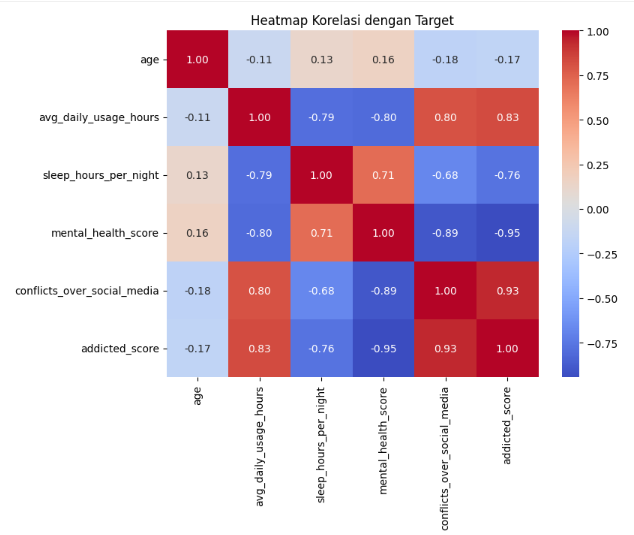 Heatmap Korelasi dengan Target
age 1.00 -0.11 0.13 0.16 -0.18 -0.17
avg_daily_usage_hours -0.11 1.00 -0.79 -0.80 0.80 0.83
sleep_hours_per_night 0.13 -0.79 1.00 0.71 -0.68 -0.76
mental_health_score 0.16 -0.80 0.71 1.00 -0.89 -0.95
conflicts_over_social_media -0.18 0.80 -0.68 -0.89 1.00 0.93
addicted_score -0.17 0.83 -0.76 -0.95 0.93 1.00
age
avg_daily_usage_hours
sleep_hours_per_night
mental_health_score
conflicts_over_social_media
addicted_score
1.00
0.75
0.50
0.25
0.00
−0.25
−0.50
−0.75